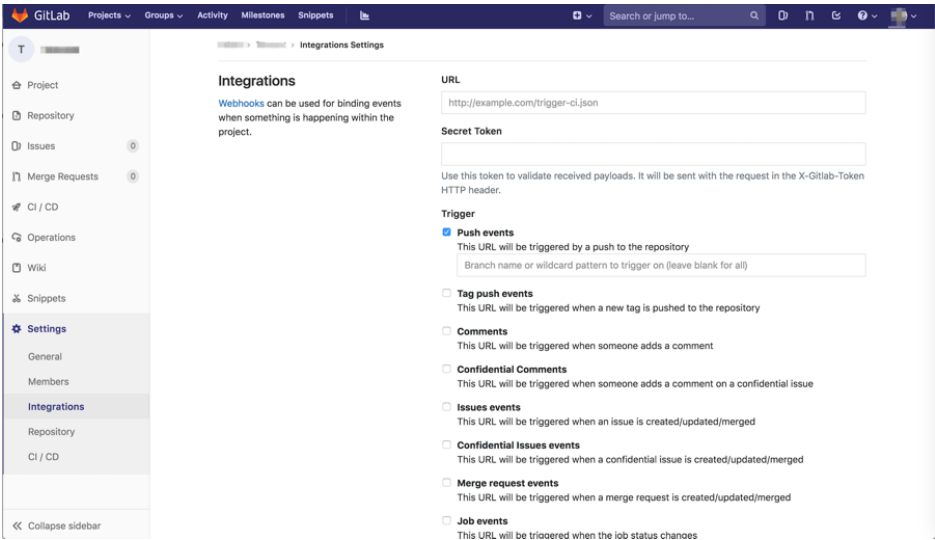 GitLab Projects Groups Activity Milestones Snippets Search or jump to...
T
> > Integrations Settings
Project
Repository
Issues 0
Merge Requests 0
CI / CD
Operations
Wiki
Snippets
Settings
General
Members
Integrations
Repository
CI / CD
Collapse sidebar
Integrations
Webhooks can be used for binding events
when something is happening within the
project.
URL
http://example.com/trigger-ci.json
Secret Token
Use this token to validate received payloads. It will be sent with the request in the X-Gitlab-Token
HTTP header.
Trigger
Push events
This URL will be triggered by a push to the repository
Branch name or wildcard pattern to trigger on (leave blank for all)
Tag push events
This URL will be triggered when a new tag is pushed to the repository
Comments
This URL will be triggered when someone adds a comment
Confidential Comments
This URL will be triggered when someone adds a comment on a confidential issue
Issues events
This URL will be triggered when an issue is created/updated/merged
Confidential Issues events
This URL will be triggered when a confidential issue is created/updated/merged
Merge request events
This URL will be triggered when a merge request is created/updated/merged
Job events
This URL will be triggered when the job status changes